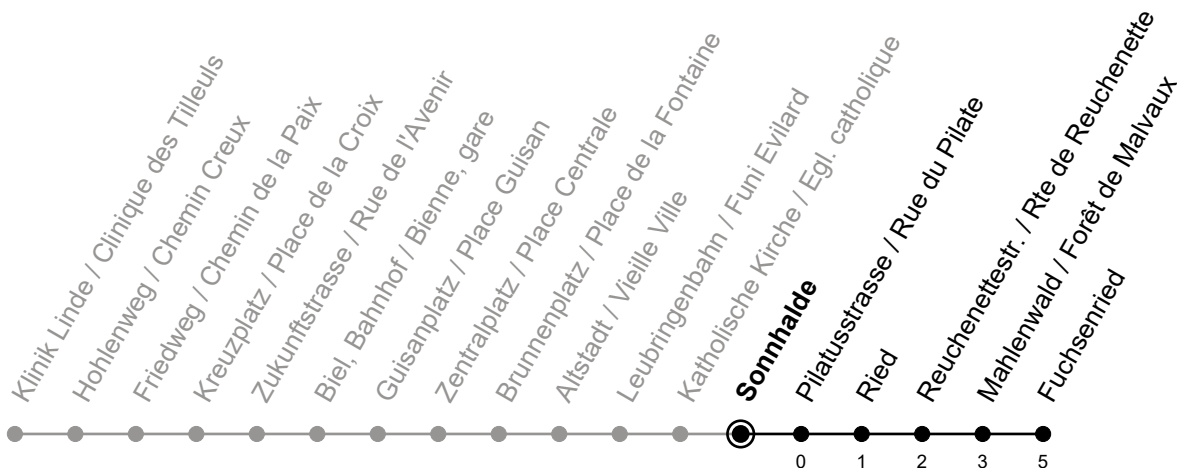 Klinik Linde / Clinique des Tilleuls
Hohlenweg / Chemin Creux
Friedweg / Chemin de la Paix
Kreuzplatz / Place de la Croix
Zukunftstrasse / Rue de l'Avenir
Biel, Bahnhof / Bienne, gare
Guisanplatz / Place Guisan
Zentralplatz / Place Centrale
Brunnenplatz / Place de la Fontaine
Altstadt / Vieille Ville
Leubringenbahn / Funi Evilard
Katholische Kirche / Egl. catholique
Sonnhalde
Pilatusstrasse / Rue du Pilate
Ried
Reuchenettestr. / Rte de Reuchenette
Mahlenwald / Forêt de Malvaux
Fuchsenried
0 1 2 3 5